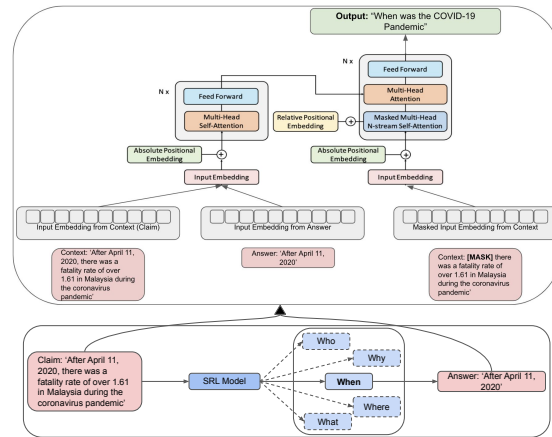 Output: “When was the COVID-19
Pandemic”
N x
Feed Forward
Multi-Head
Attention
Masked Multi-Head
N-stream Self-Attention
Relative Positional
Embedding
N x
Feed Forward
Multi-Head
Self-Attention
Absolute Positional
Embedding
Input Embedding
Absolute Positional
Embedding
Input Embedding
Input Embedding from Context (Claim)
Input Embedding from Answer
Masked Input Embedding from Context
Context: 'After April 11,
2020, there was a
fatality rate of over
1.61 in Malaysia during
the coronavirus
pandemic'
Answer: 'After April 11,
2020'
Context: [MASK] there
was a fatality rate of
over 1.61 in Malaysia
during the coronavirus
pandemic'
Claim: 'After April 11,
2020, there was a
fatality rate of over 1.61
in Malaysia during the
coronavirus pandemic'
SRL Model
Who
Why
When
Where
What
Answer: 'After April 11,
2020'